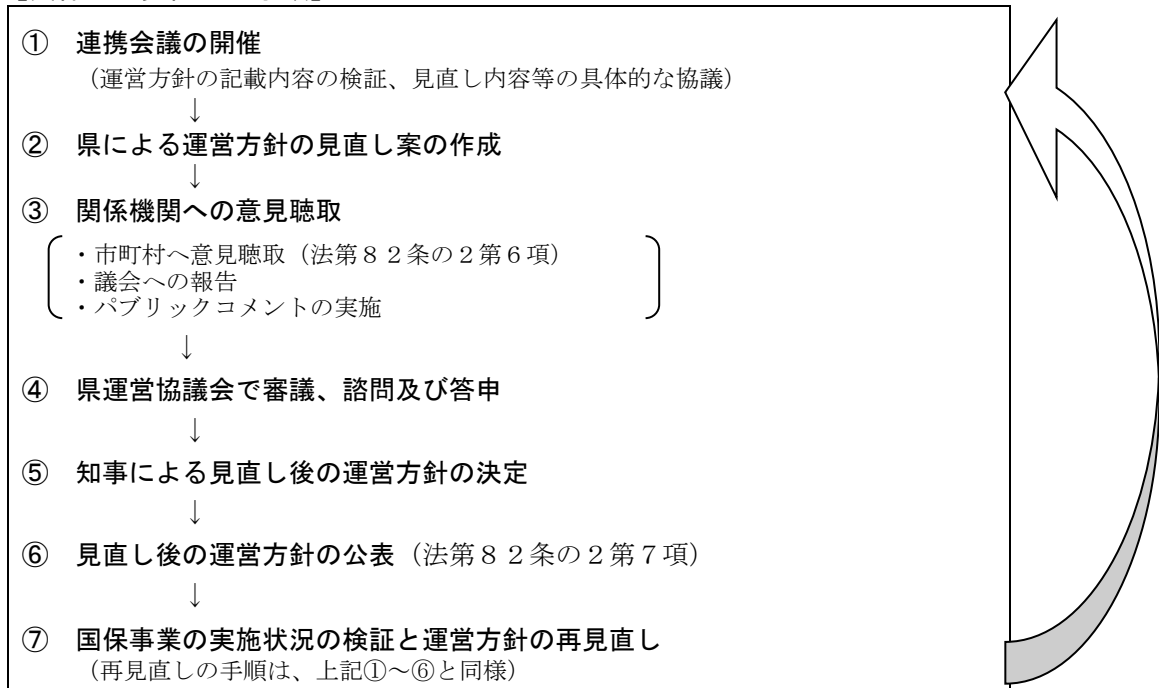 ① 連携会議の開催
(運営方針の記載内容の検証、見直し内容等の具体的な協議)
↓
② 県による運営方針の見直し案の作成
↓
③ 関係機関への意見聴取
・市町村へ意見聴取(法第82条の2第6項)
・議会への報告
・パブリックコメントの実施
↓
④ 県運営協議会で審議、諮問及び答申
↓
⑤ 知事による見直し後の運営方針の決定
↓
⑥ 見直し後の運営方針の公表(法第82条の2第7項)
↓
⑦ 国保事業の実施状況の検証と運営方針の再見直し
(再見直しの手順は、上記①~⑥と同様)